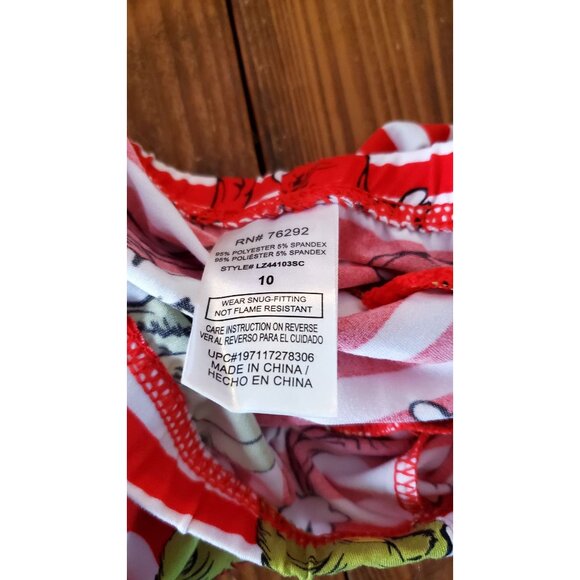 RN# 76292
95% POLYESTER 5% SPANDEX
95% POLIÉSTER 5% SPANDEX
STYLE# LZ44103SC
10
WEAR SNUG-FITTING
NOT FLAME RESISTANT
CARE INSTRUCTION ON REVERSE
VER AL REVERSO PARA EL CUIDADO
UPC#197117278306
MADE IN CHINA /
HECHO EN CHINA